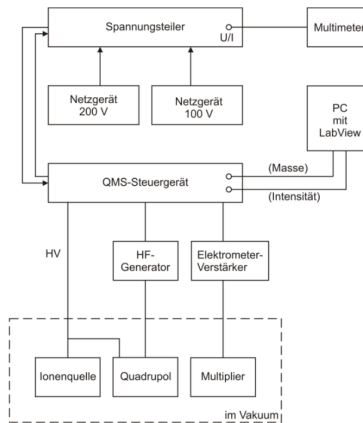 Spannungsteiler
U/I
Multimeter
Netzgerät
200 V
Netzgerät
100 V
PC
mit
LabView
QMS-Steuergerät
(Masse)
(Intensität)
HV
HF-
Generator
Elektrometer-
Verstärker
Ionenquelle
Quadrupol
Multiplier
im Vakuum